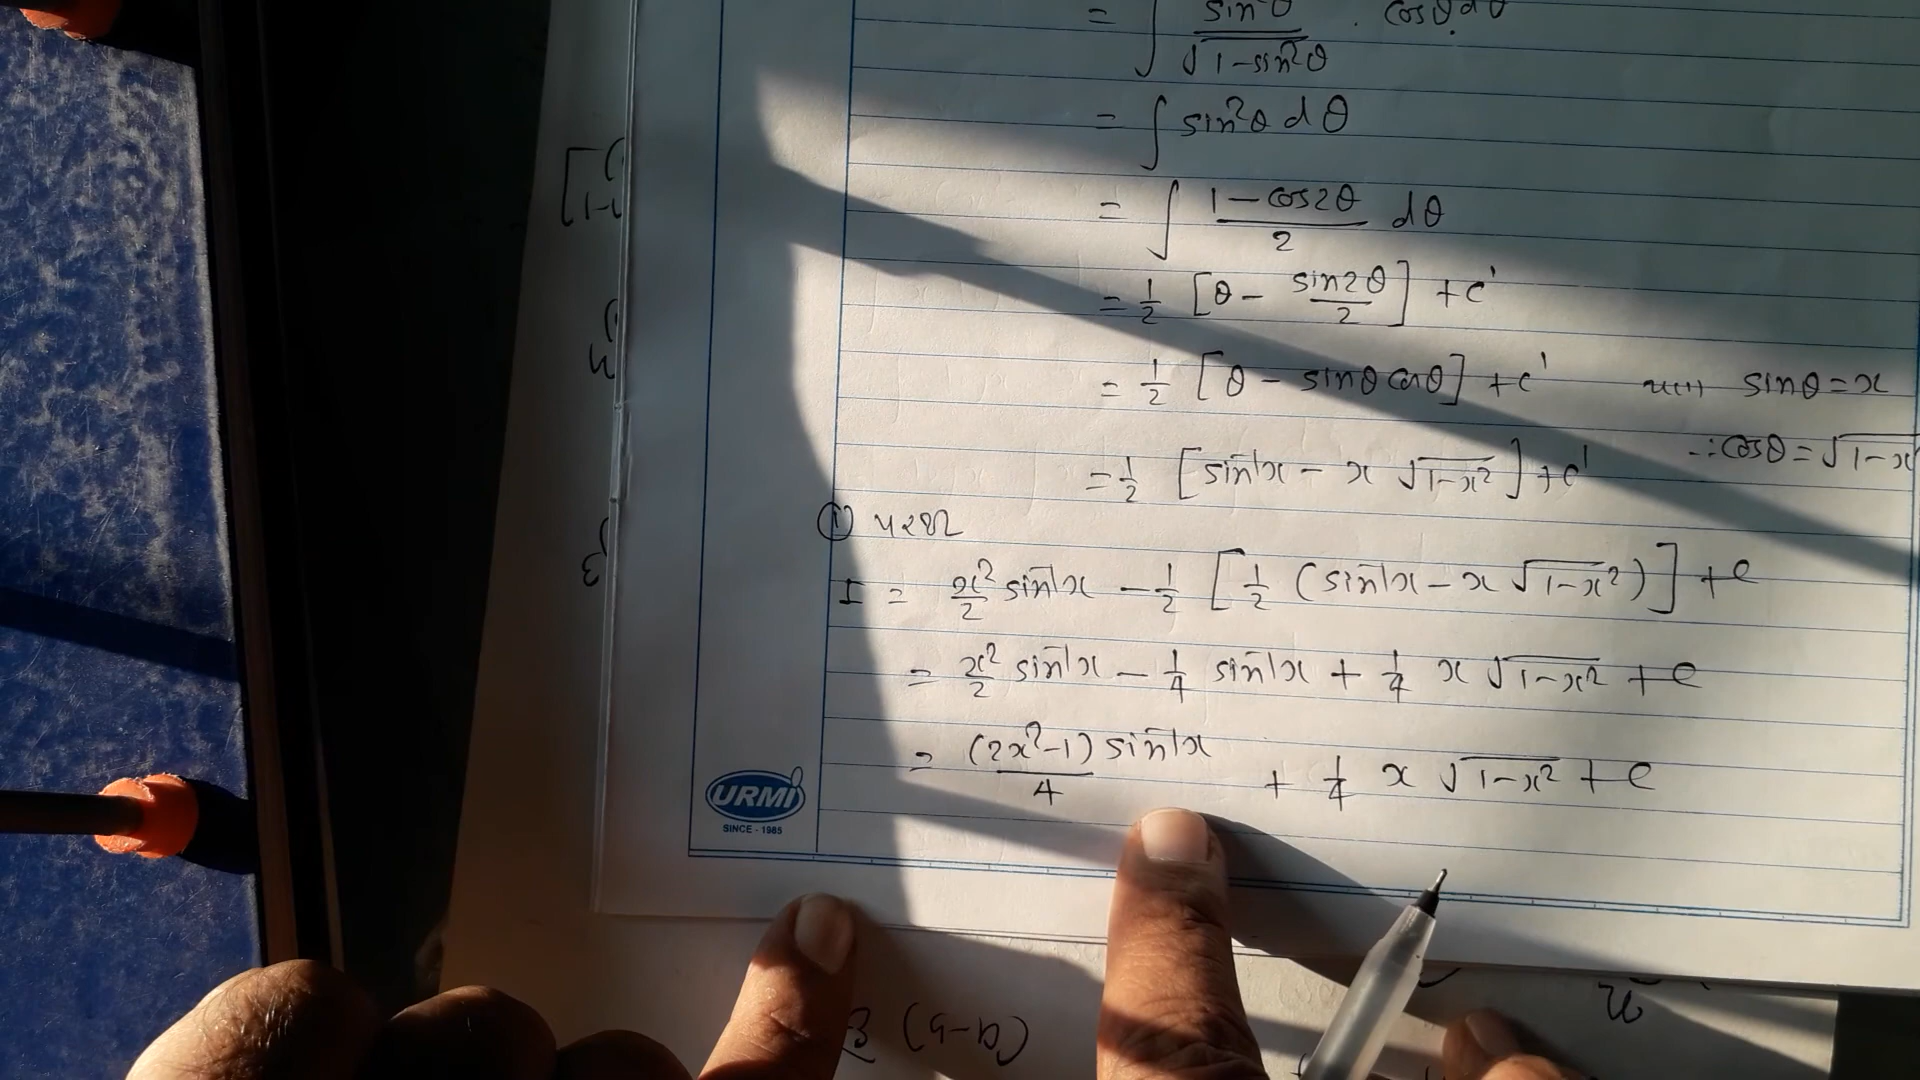 = ∫ sin²θ / √(1-sin²θ) . cosθ dθ
= ∫ sin²θ dθ
= ∫ (1-cos2θ)/2 dθ
= 1/2 [θ - sin2θ/2] + c'
= 1/2 [θ - sinθ cosθ] + c' sinθ = x
∴ cosθ = √1-x
= 1/2 [sin⁻¹x - x √(1-x²)] + c'
I = x²/2 sin⁻¹x - 1/2 [1/2 (sin⁻¹x - x √(1-x²))] + c
= x²/2 sin⁻¹x - 1/4 sin⁻¹x + 1/4 x √(1-x²) + c
= (2x²-1) sin⁻¹x / 4 + 1/4 x √(1-x²) + c
URMI
SINCE - 1985
(a-b)